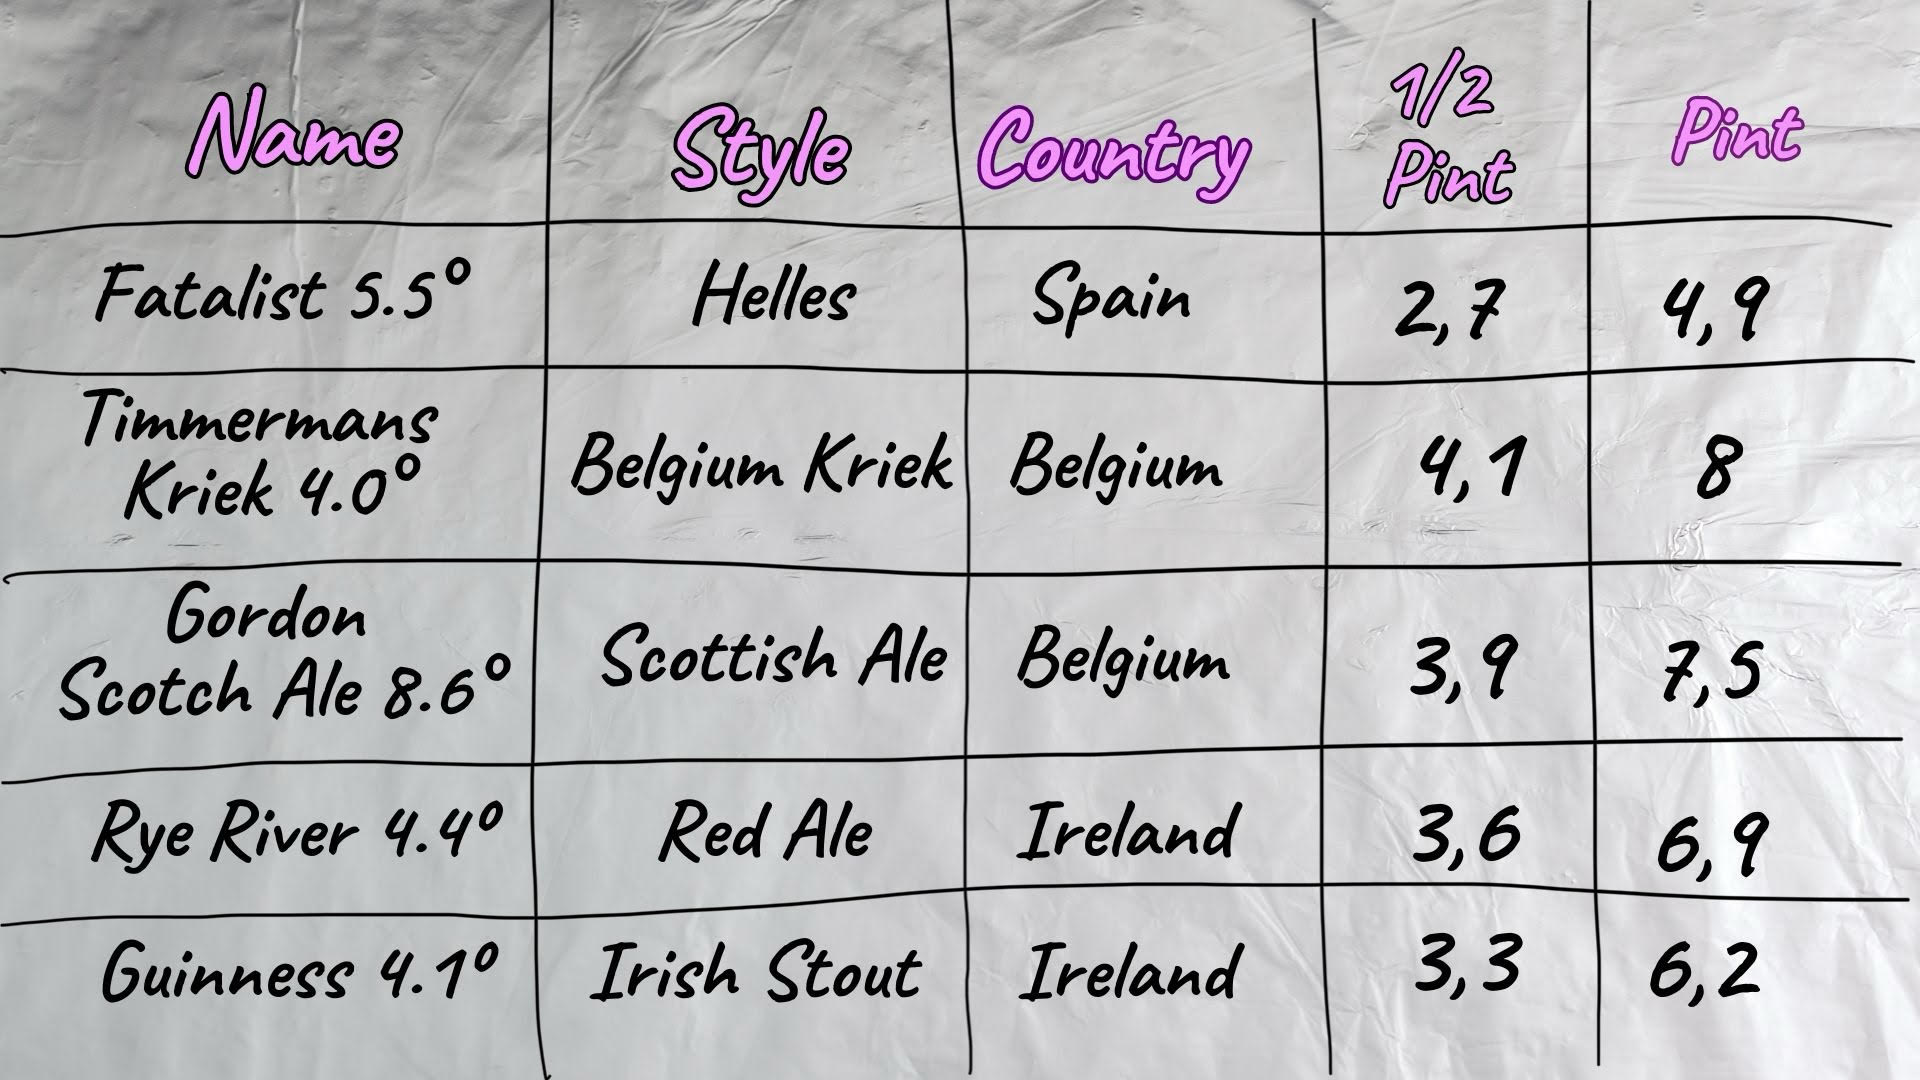 Name Style Country 1/2 Pint Pint
Fatalist 5.5° Helles Spain 2,7 4,9
Timmermans
Kriek 4.0° Belgium Kriek Belgium 4,1 8
Gordon
Scotch Ale 8.6° Scottish Ale Belgium 3,9 7,5
Rye River 4.4° Red Ale Ireland 3,6 6,9
Guinness 4.1° Irish Stout Ireland 3,3 6,2